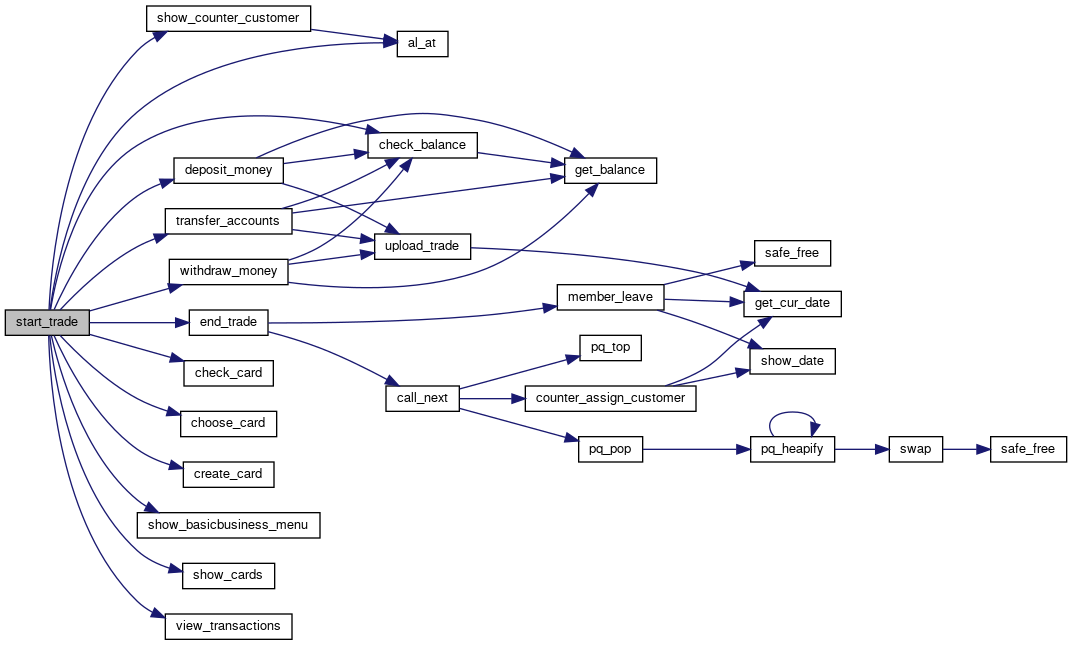 show_counter_customer
al_at
check_balance
deposit_money
get_balance
transfer_accounts
upload_trade
withdraw_money
safe_free
member_leave
get_cur_date
start_trade
end_trade
pq_top
show_date
check_card
call_next
counter_assign_customer
choose_card
pq_pop
pq_heapify
swap
safe_free
create_card
show_basicbusiness_menu
show_cards
view_transactions